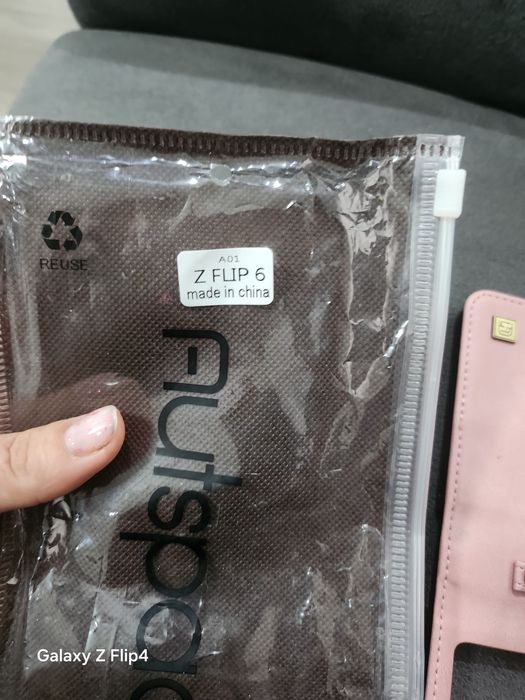 REUSE
A01
Z FLIP 6
made in china
Galaxy Z Flip4